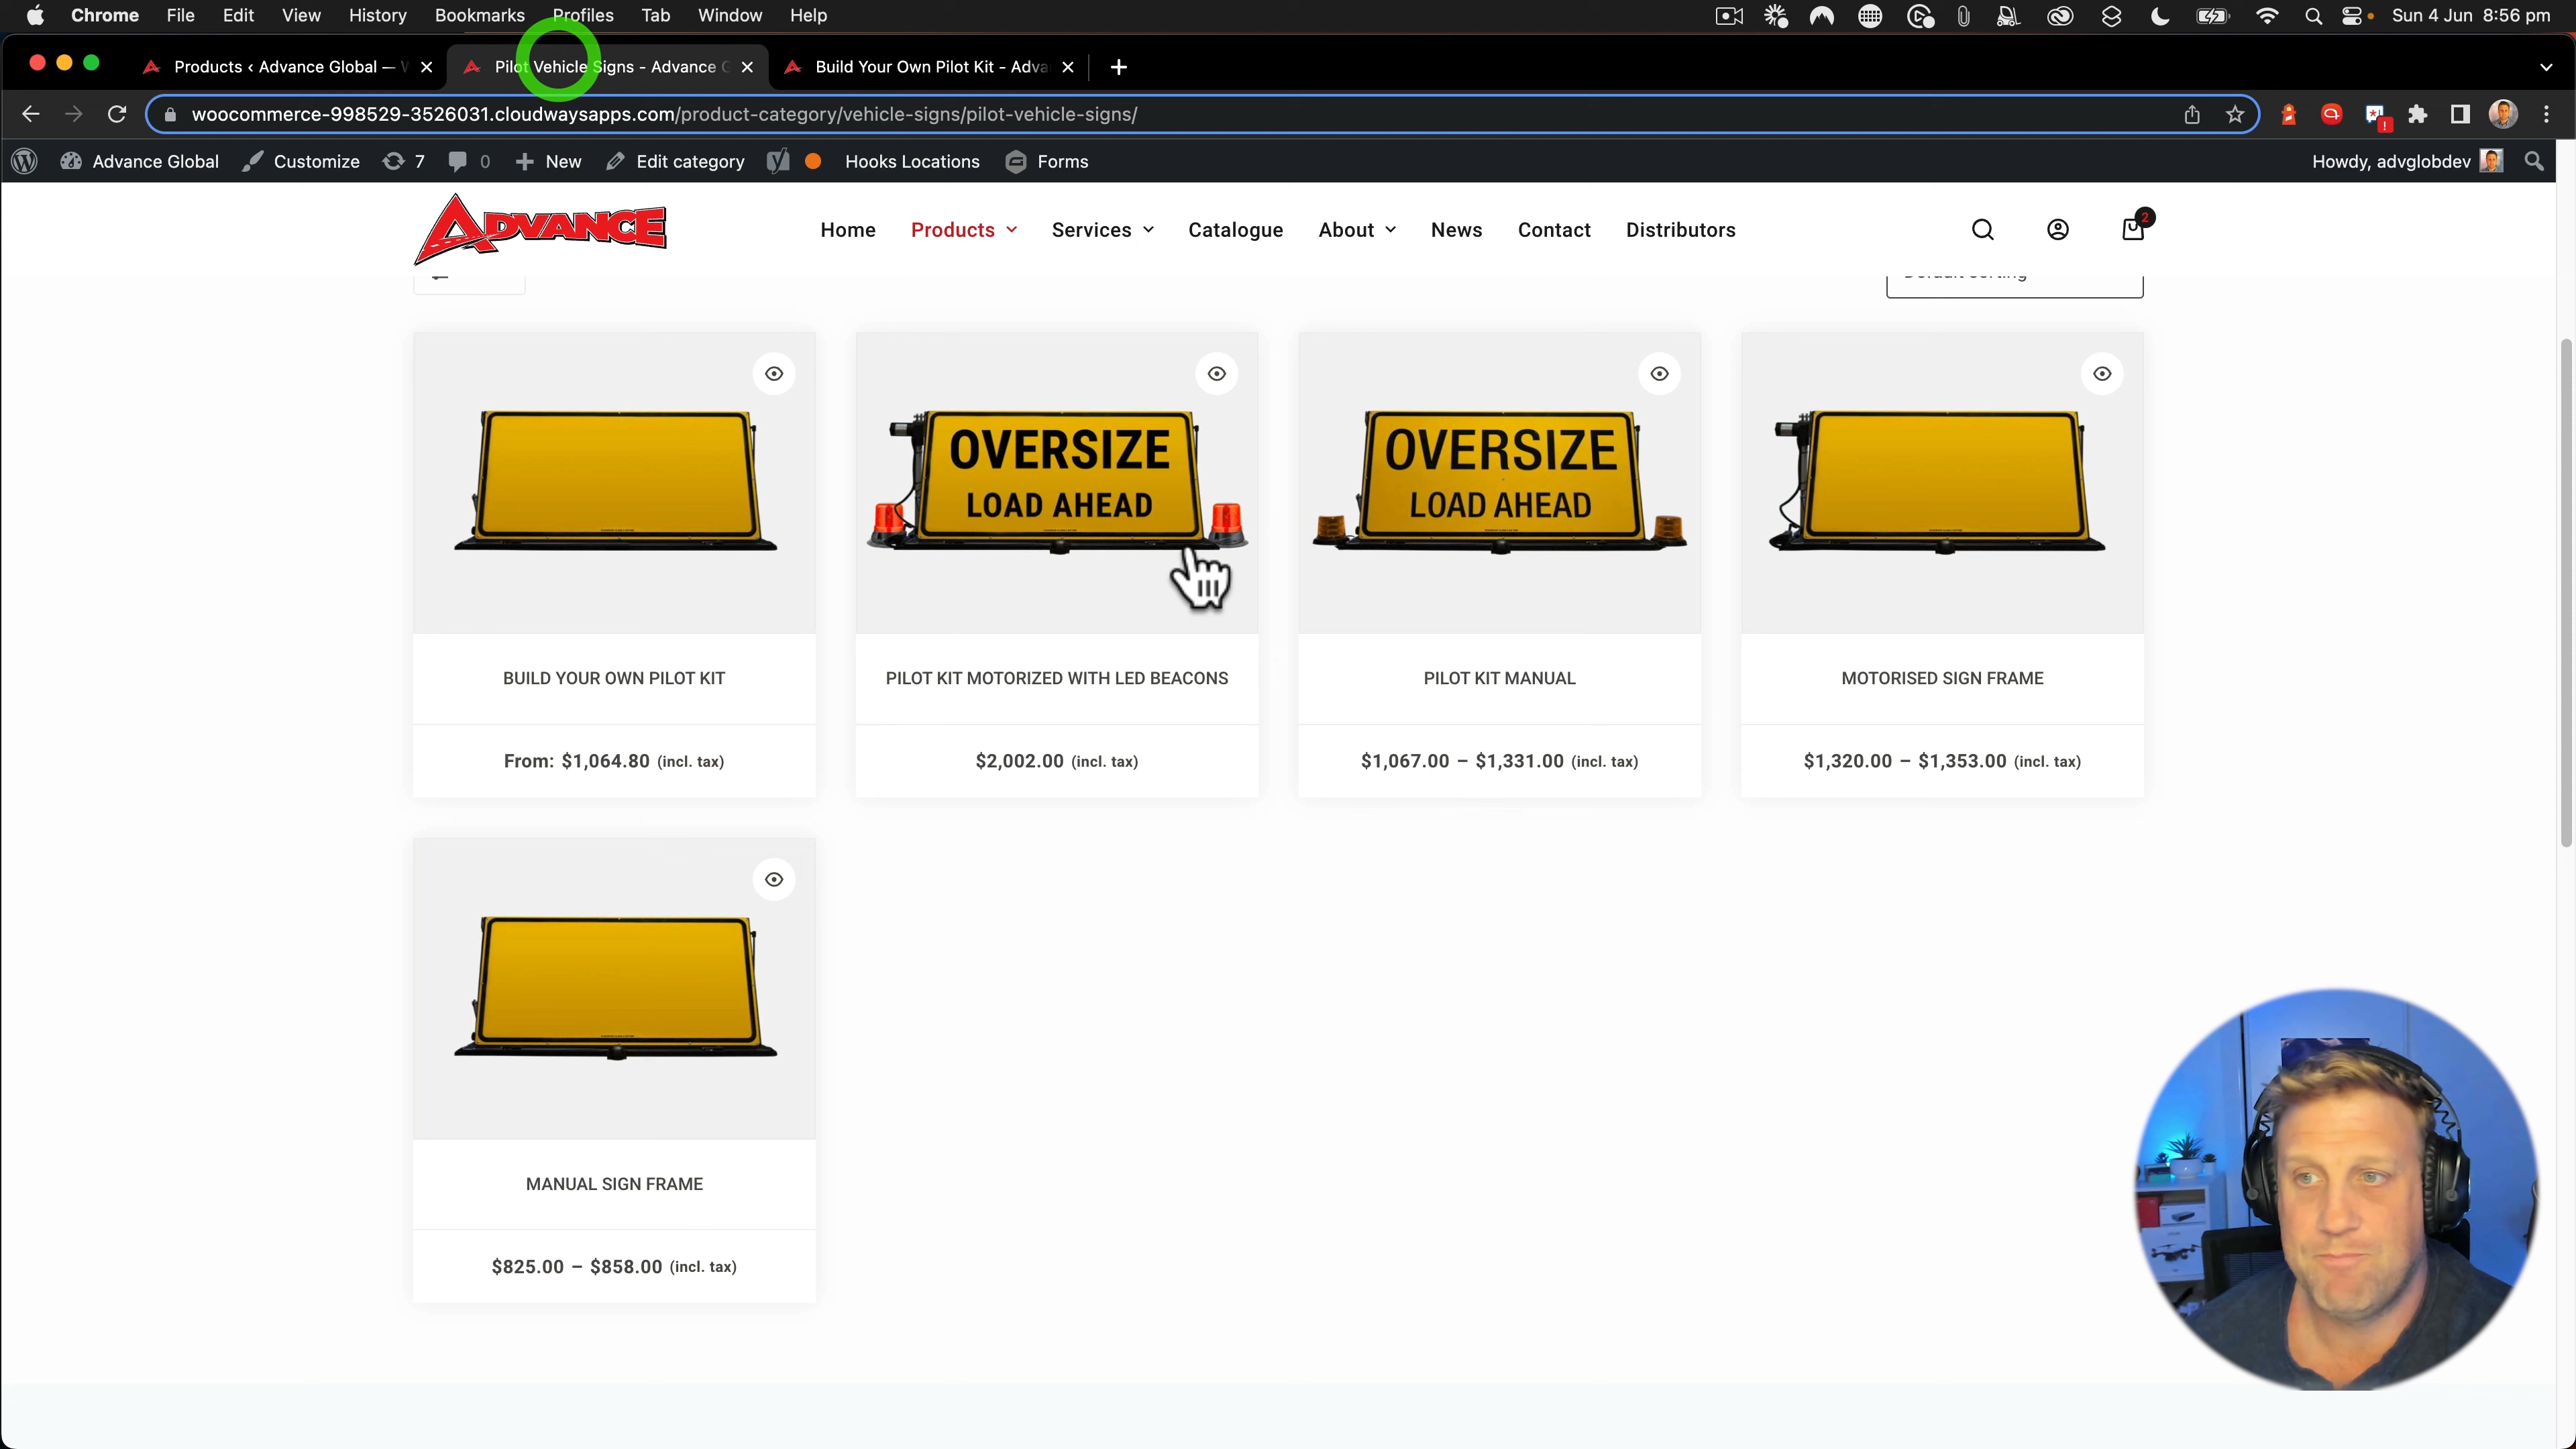 Chrome File Edit View History Bookmarks Profiles Tab Window Help Sun 4 Jun 8:56 pm
Products ‹ Advance Global — Pilot Vehicle Signs - Advance Build Your Own Pilot Kit -
woocommerce-998529-3526031.cloudwaysapps.com/product-category/vehicle-signs/pilot-vehicle-signs/
Advance Global Customize 7 0 New Edit category Hooks Locations Forms Howdy, advglobdev
ADVANCE Home Products Services Catalogue About News Contact Distributors 2
Default sorting
OVERSIZE
LOAD AHEAD
OVERSIZE
LOAD AHEAD
BUILD YOUR OWN PILOT KIT
PILOT KIT MOTORIZED WITH LED BEACONS
PILOT KIT MANUAL
MOTORISED SIGN FRAME
From: $1,064.80 (incl. tax)
$2,002.00 (incl. tax)
$1,067.00 – $1,331.00 (incl. tax)
$1,320.00 – $1,353.00 (incl. tax)
MANUAL SIGN FRAME
$825.00 – $858.00 (incl. tax)